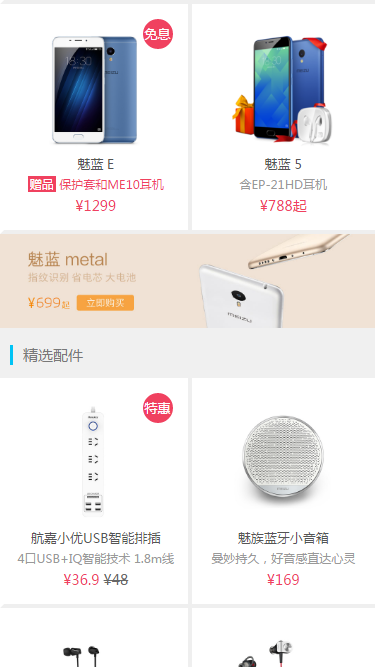 免息
魅蓝 E
赠品 保护套和ME10耳机
¥1299
魅蓝 5
含EP-21HD耳机
¥788起
魅蓝 metal
指纹识别 省电芯 大电池
¥699起 立即购买
MEIZU
精选配件
特惠
航嘉小优USB智能排插
4口USB+IQ智能技术 1.8m线
¥36.9 ¥48
魅族蓝牙小音箱
曼妙持久，好音感直达心灵
¥169